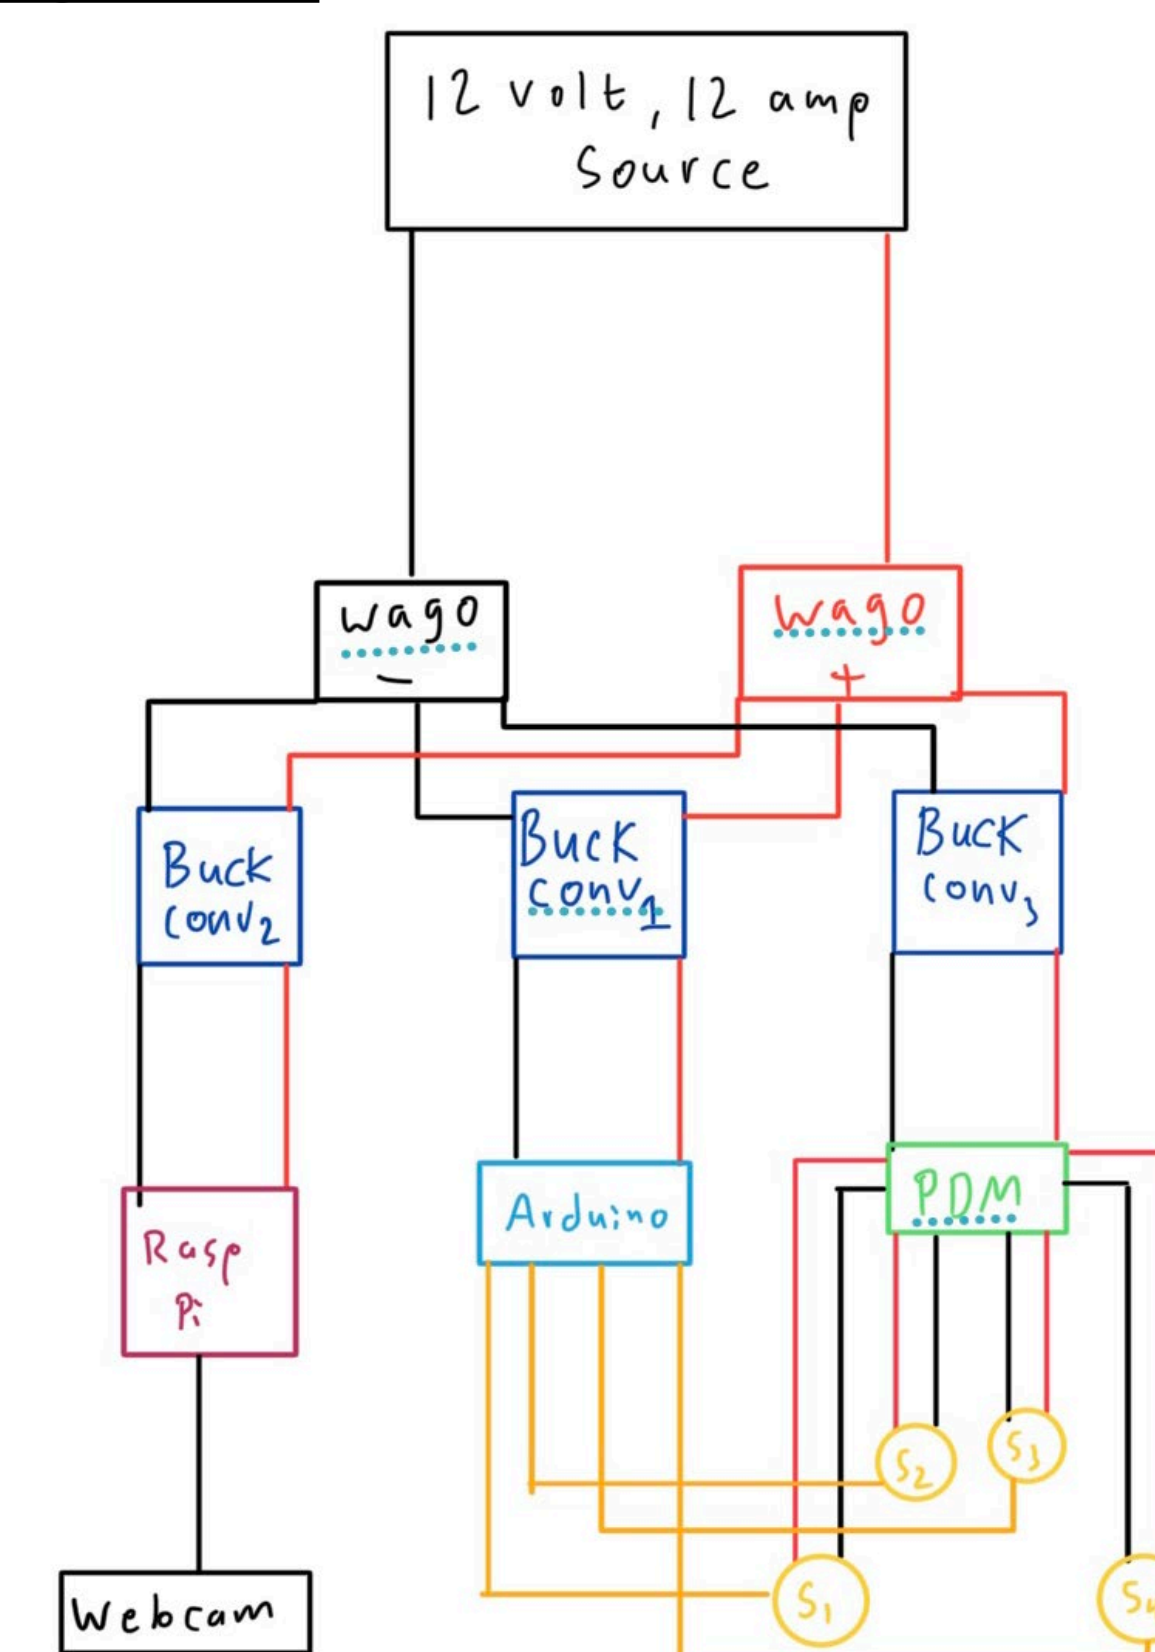 12 volt, 12 amp
Source
wago
−
wago
+
Buck
conv2
Buck
conv1
Buck
conv3
Rasp
Pi
Arduino
PDM
S2
S3
S1
Webcam